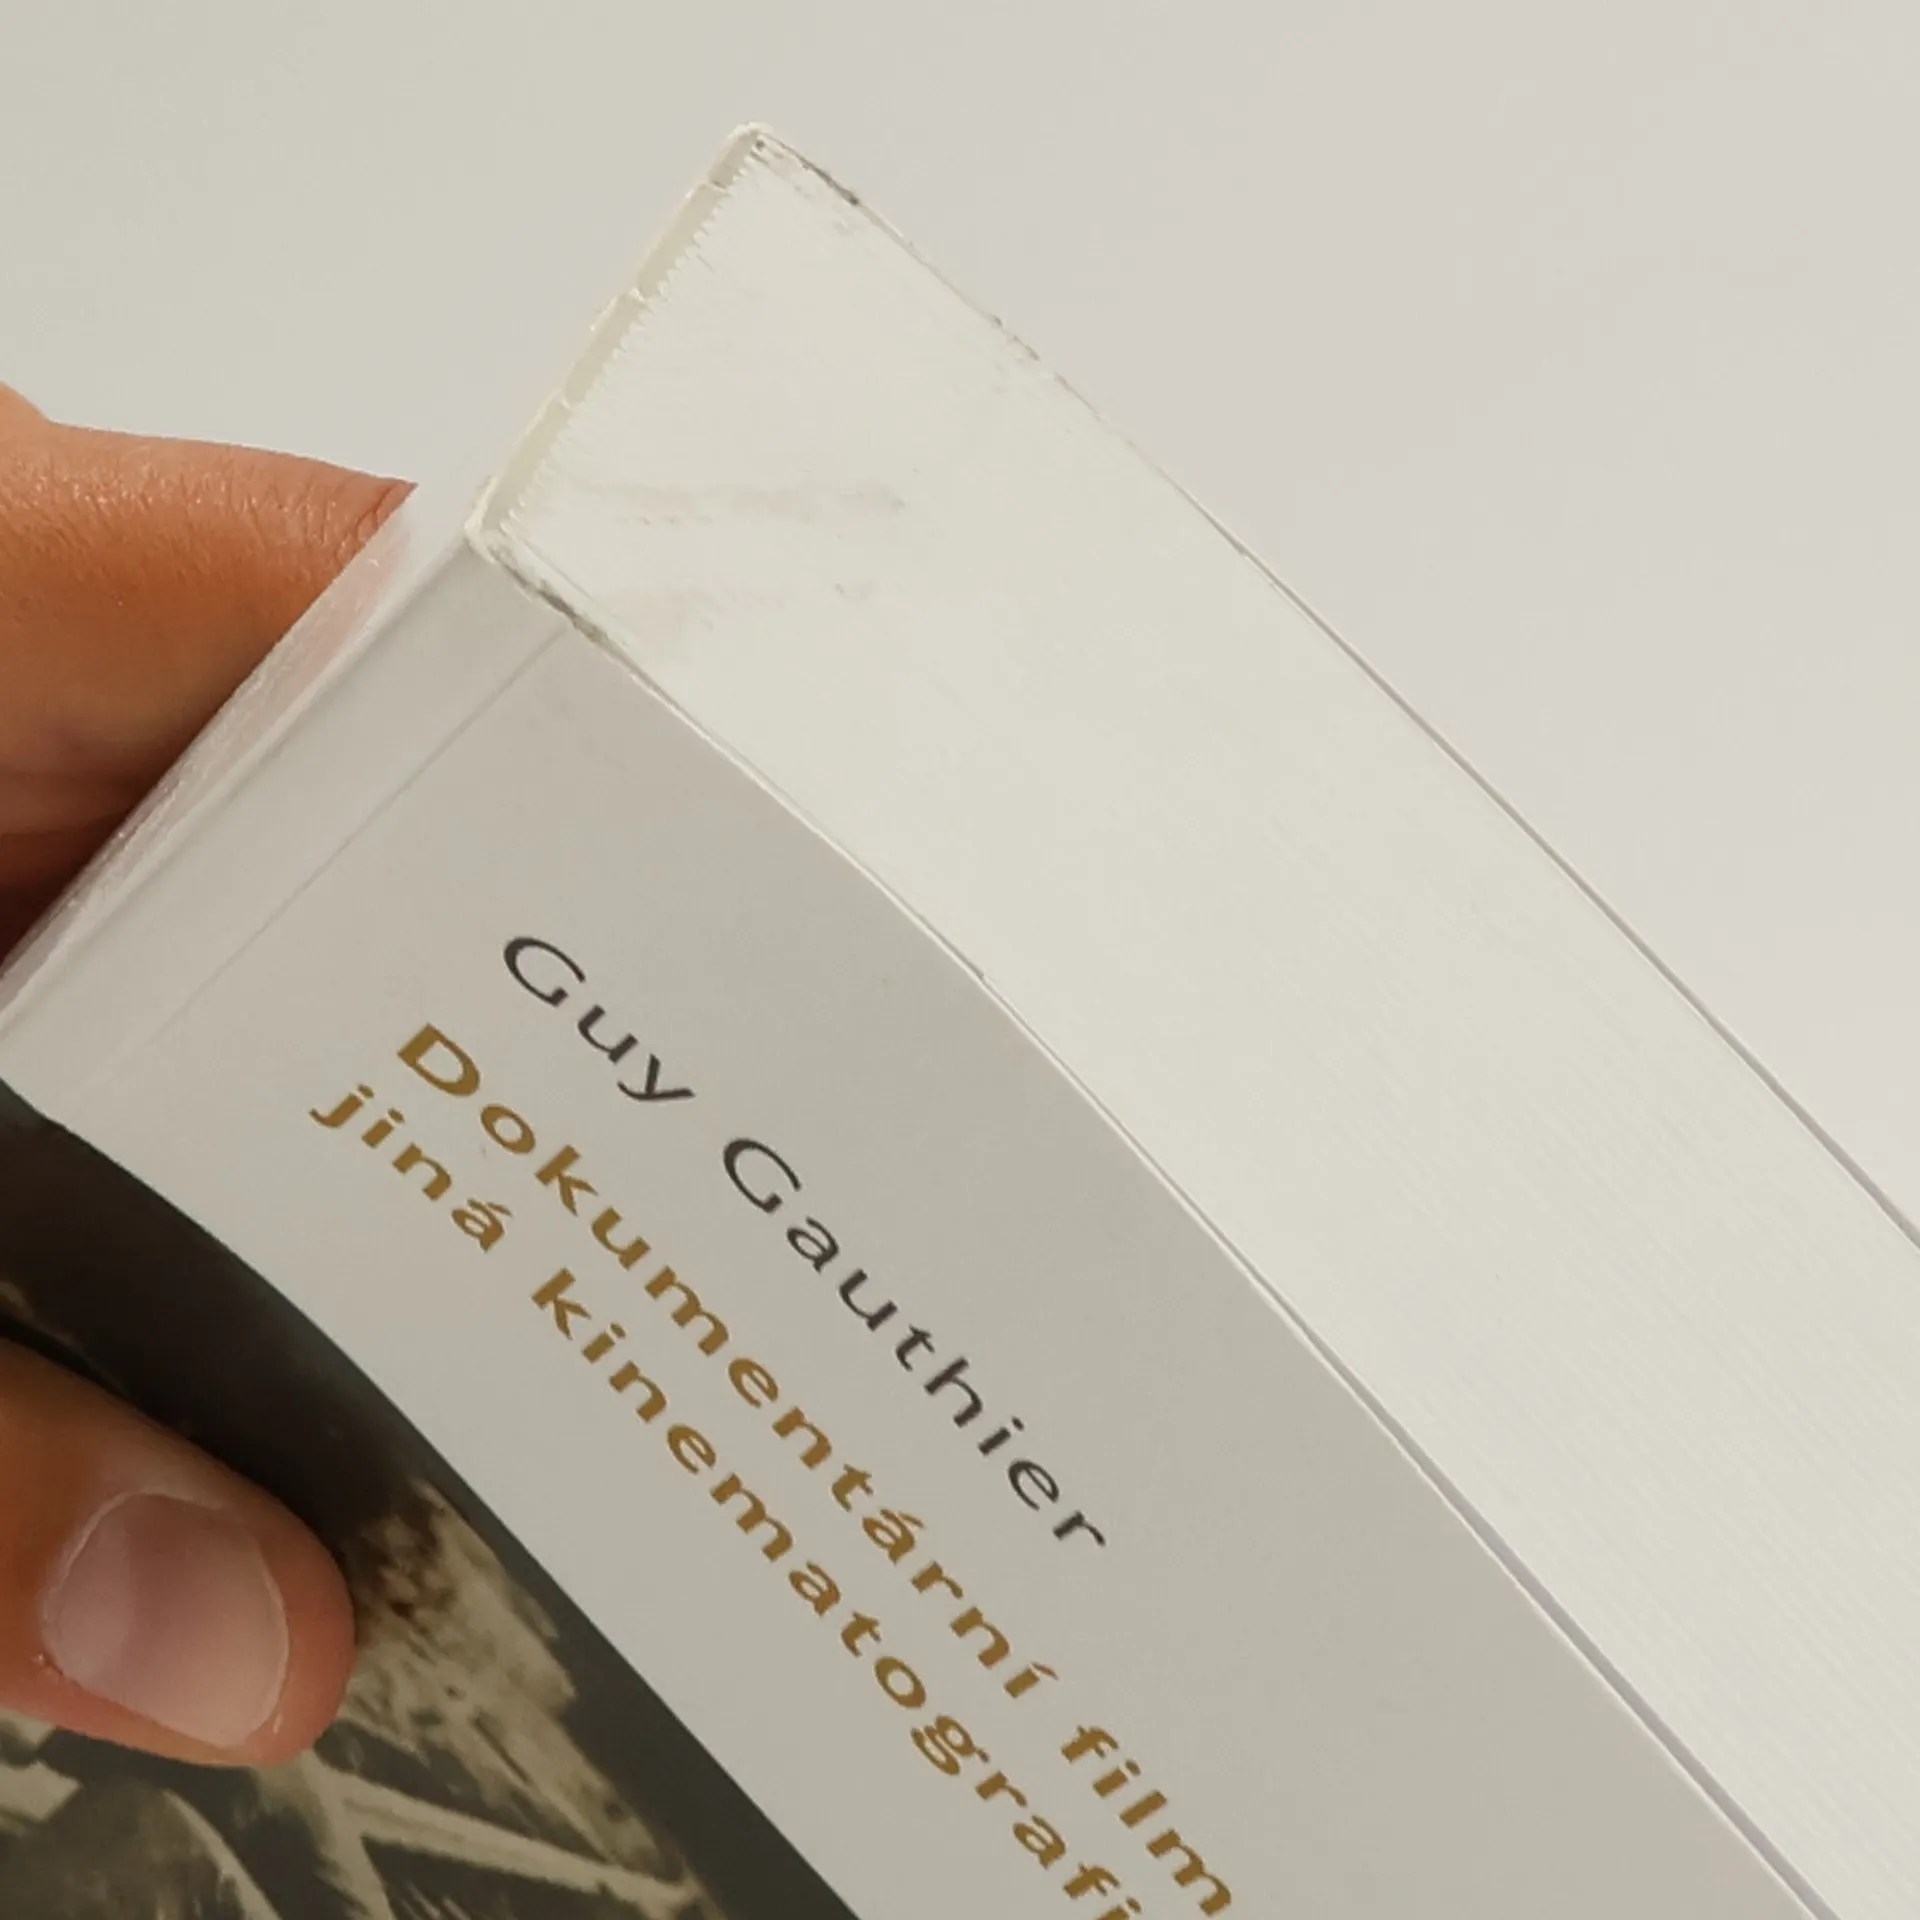 Guy Gauthier
Dokumentární film
jiná kinematografi